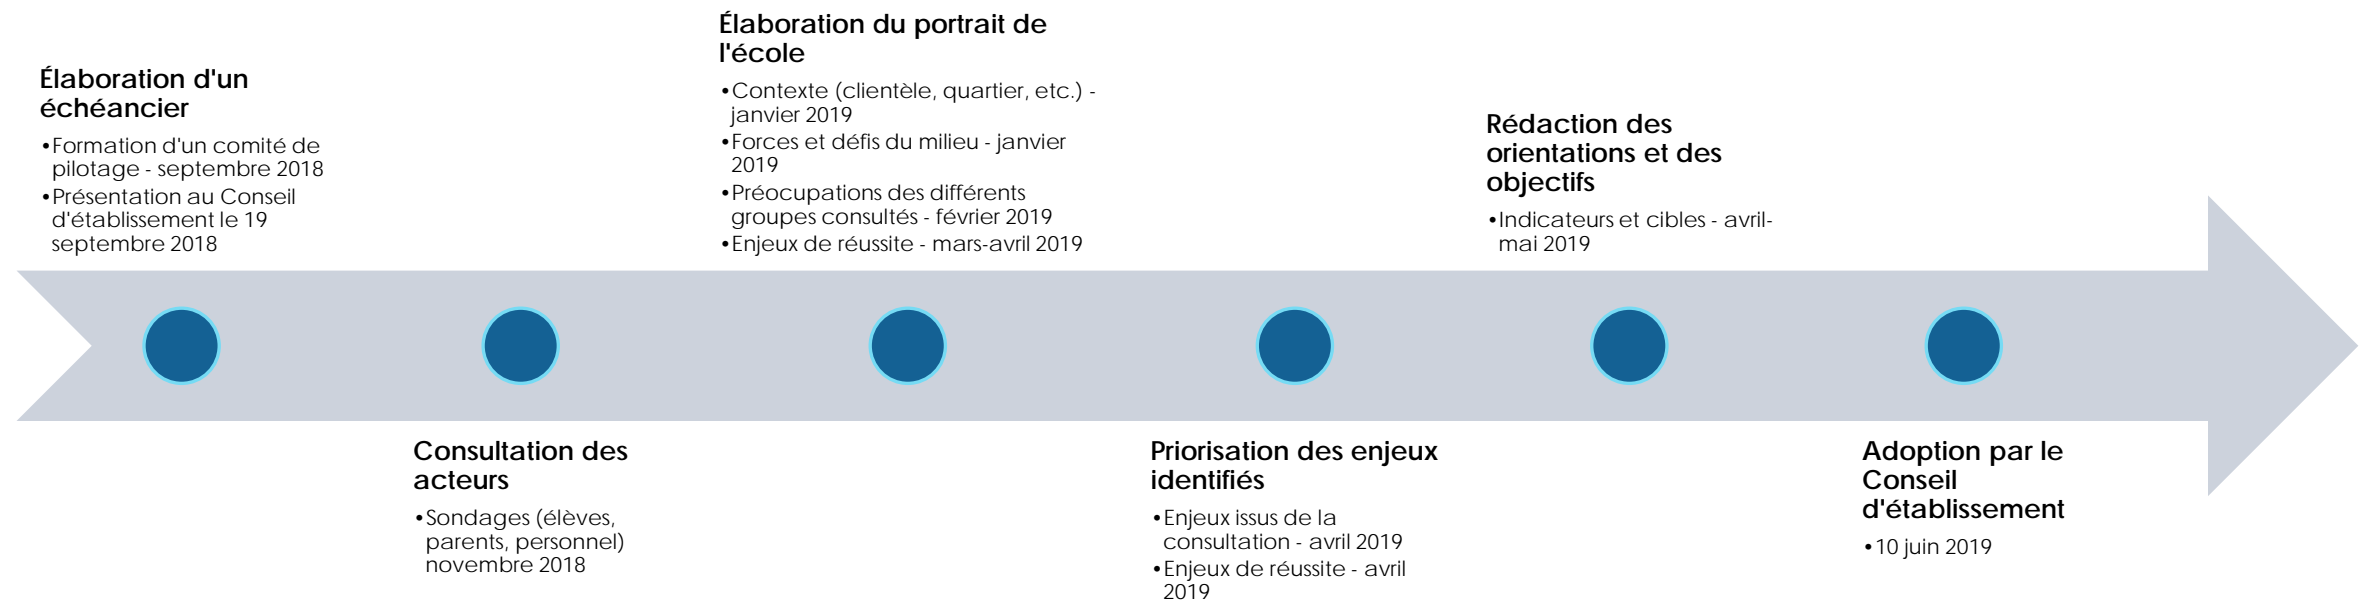 Élaboration d'un
échéancier
•Formation d'un comité de
pilotage - septembre 2018
•Présentation au Conseil
d'établissement le 19
septembre 2018
Consultation des
acteurs
•Sondages (élèves,
parents, personnel)
novembre 2018
Élaboration du portrait de
l'école
•Contexte (clientèle, quartier, etc.) -
janvier 2019
•Forces et défis du milieu - janvier
2019
•Préocupations des différents
groupes consultés - février 2019
•Enjeux de réussite - mars-avril 2019
Priorisation des enjeux
identifiés
•Enjeux issus de la
consultation - avril 2019
•Enjeux de réussite - avril
2019
Rédaction des
orientations et des
objectifs
•Indicateurs et cibles - avril-
mai 2019
Adoption par le
Conseil
d'établissement
•10 juin 2019